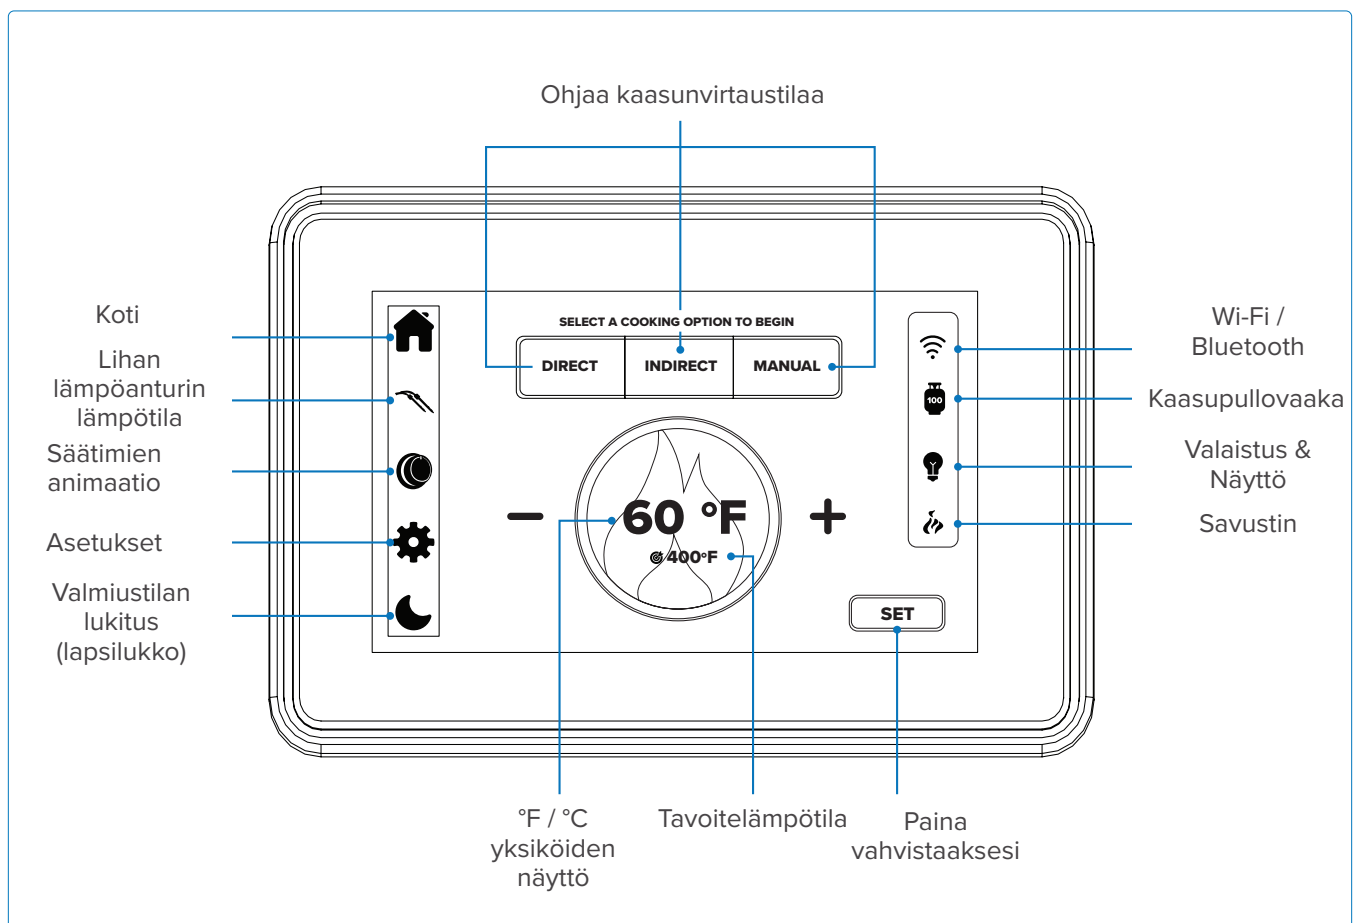 Ohjaa kaasunvirtaustilaa
Koti
Lihan
lämpöanturin
lämpötila
Säätimien
animaatio
Asetukset
Valmiustilan
lukitus
(lapsilukko)
SELECT A COOKING OPTION TO BEGIN
DIRECT INDIRECT MANUAL
60 °F
400°F
SET
100
Wi-Fi /
Bluetooth
Kaasupullovaaka
Valaistus &
Näyttö
Savustin
°F / °C
yksiköiden
näyttö
Tavoitelämpötila
Paina
vahvistaaksesi